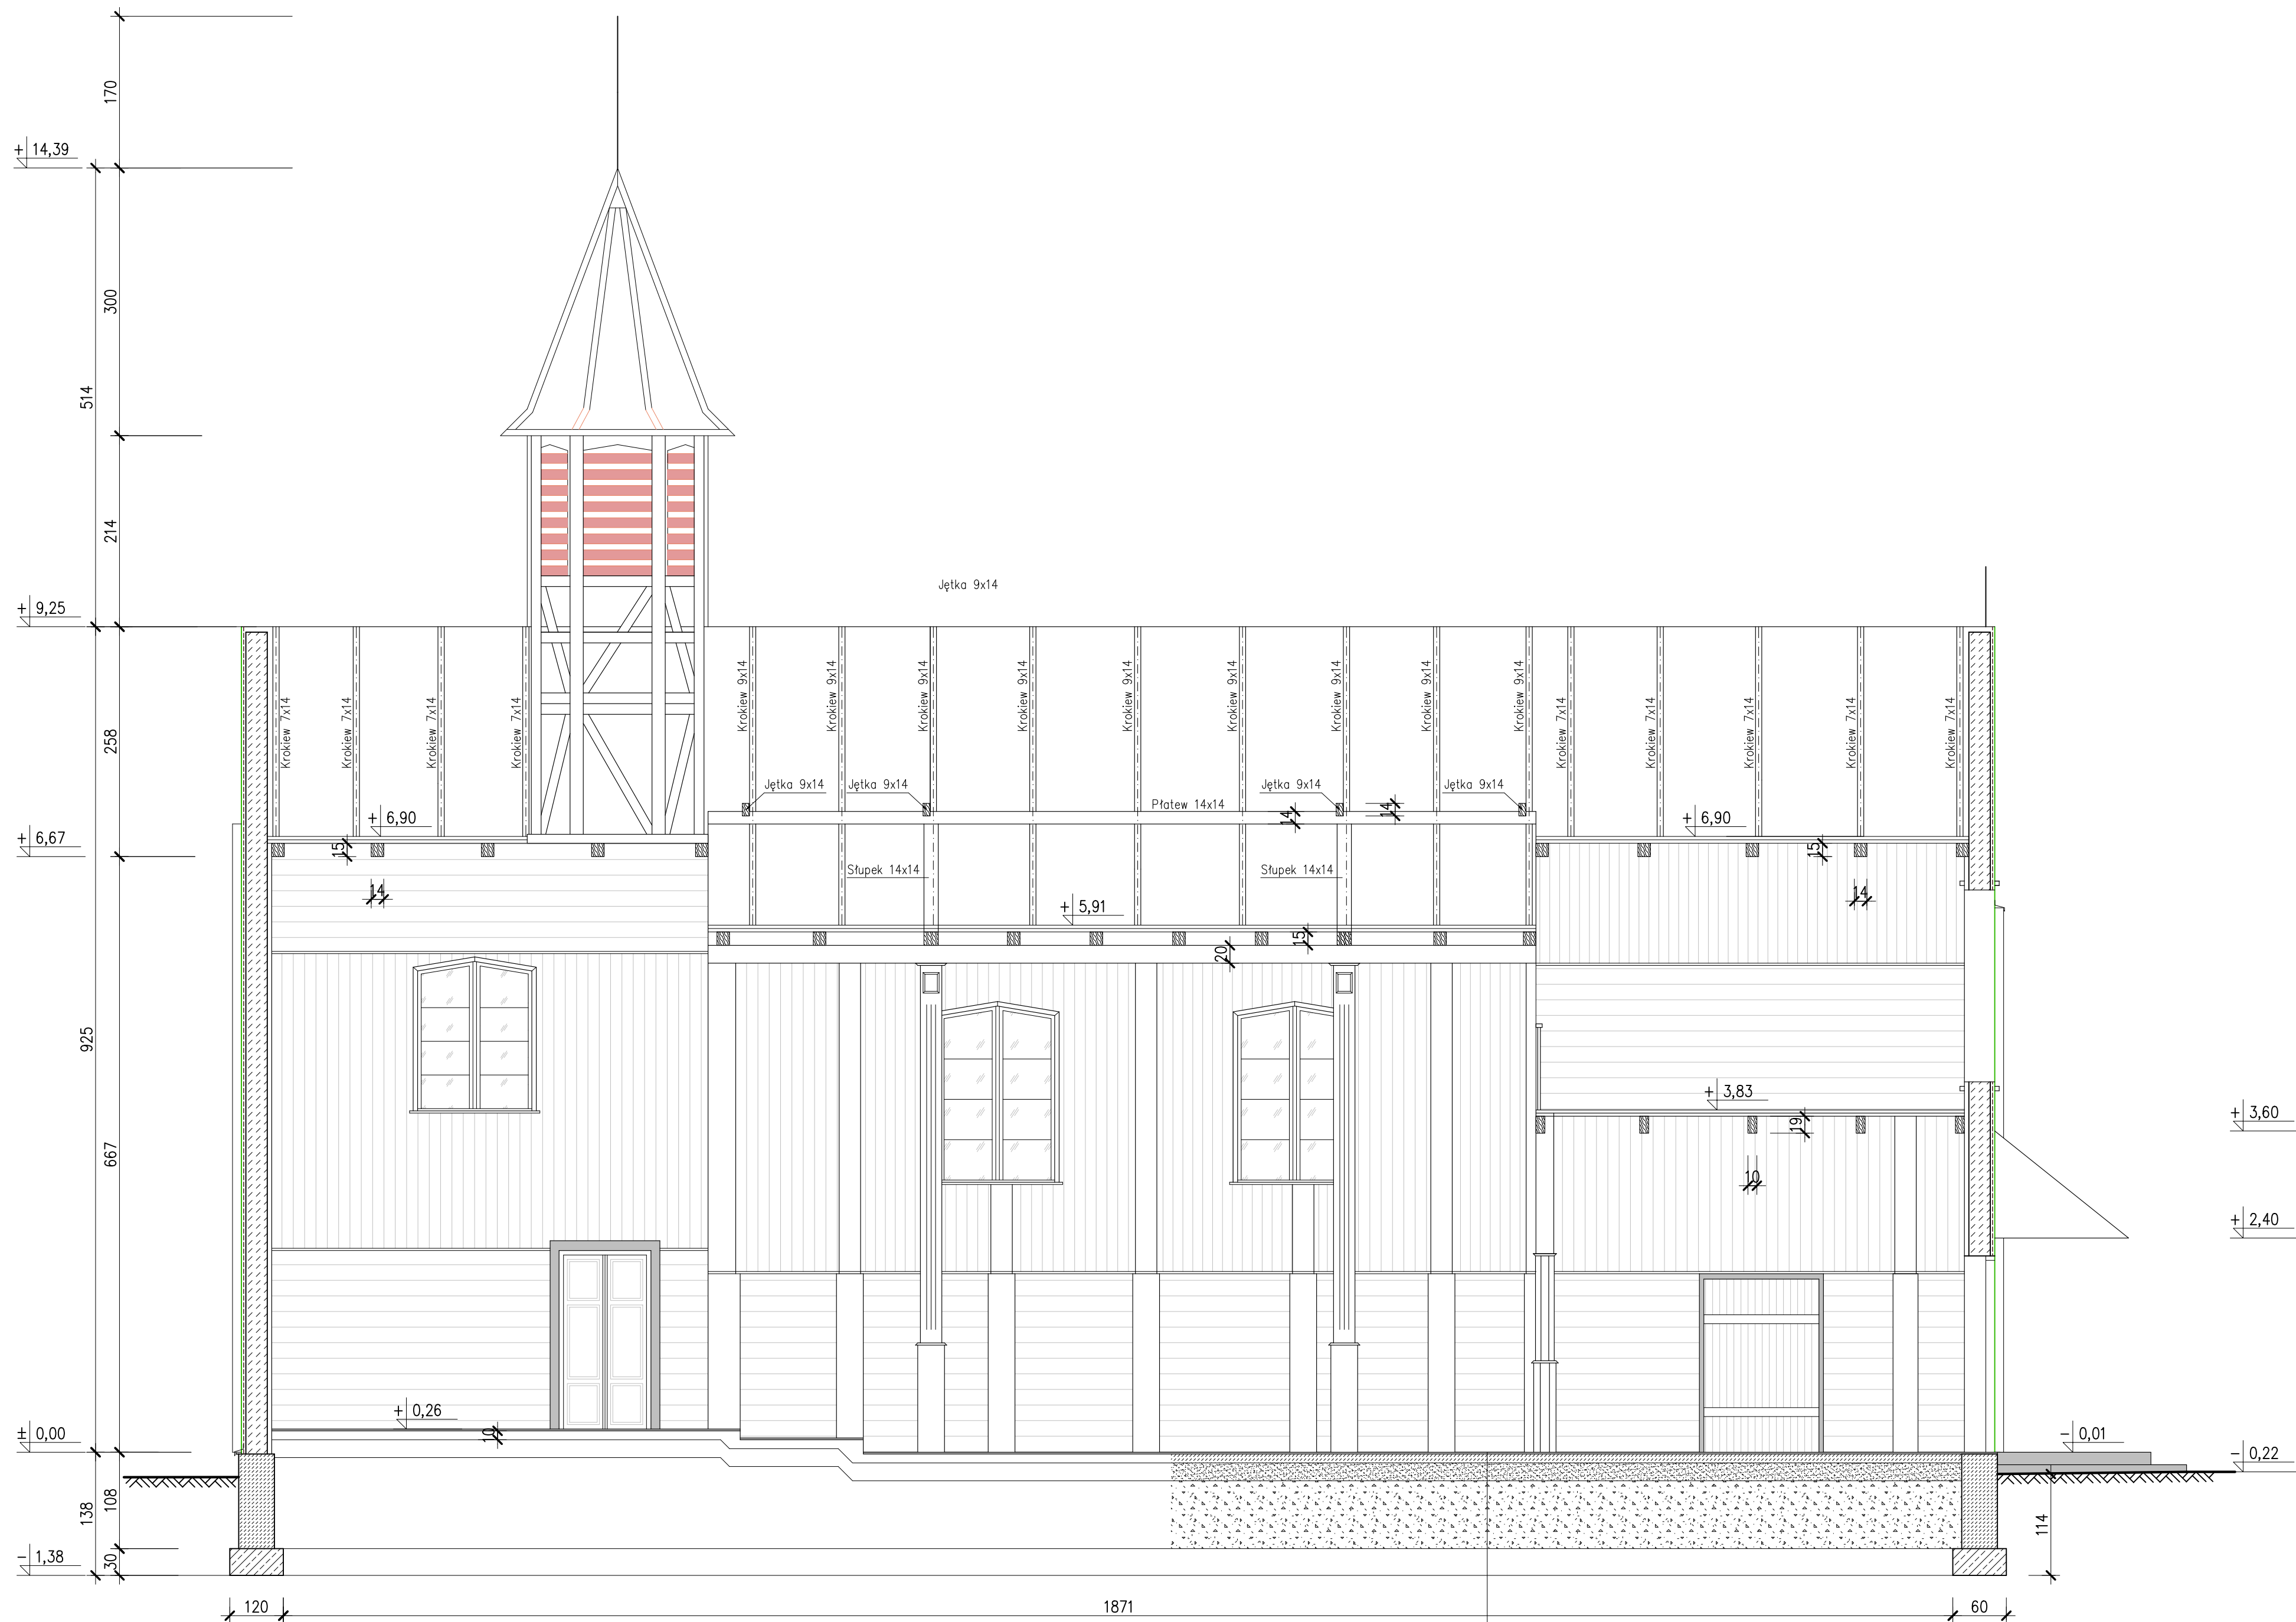 170
+ 14,39
300
514
214
Jętka 9x14
+ 9,25
Krokiew 7x14
Krokiew 7x14
Krokiew 7x14
Krokiew 7x14
Krokiew 9x14
Krokiew 9x14
Krokiew 9x14
Krokiew 9x14
Krokiew 9x14
Krokiew 9x14
Krokiew 9x14
Krokiew 9x14
Krokiew 9x14
Krokiew 7x14
Krokiew 7x14
Krokiew 7x14
Krokiew 7x14
Krokiew 7x14
258
Jętka 9x14
Jętka 9x14
Jętka 9x14
Jętka 9x14
Płatew 14x14
14
14
+ 6,90
+ 6,90
+ 6,67
15
15
Słupek 14x14
Słupek 14x14
14
14
+ 5,91
20
15
925
667
+ 3,83
19
+ 3,60
10
+ 2,40
+ 0,26
10
± 0,00
- 0,01
- 0,22
138
108
114
- 1,38
30
120
1871
60